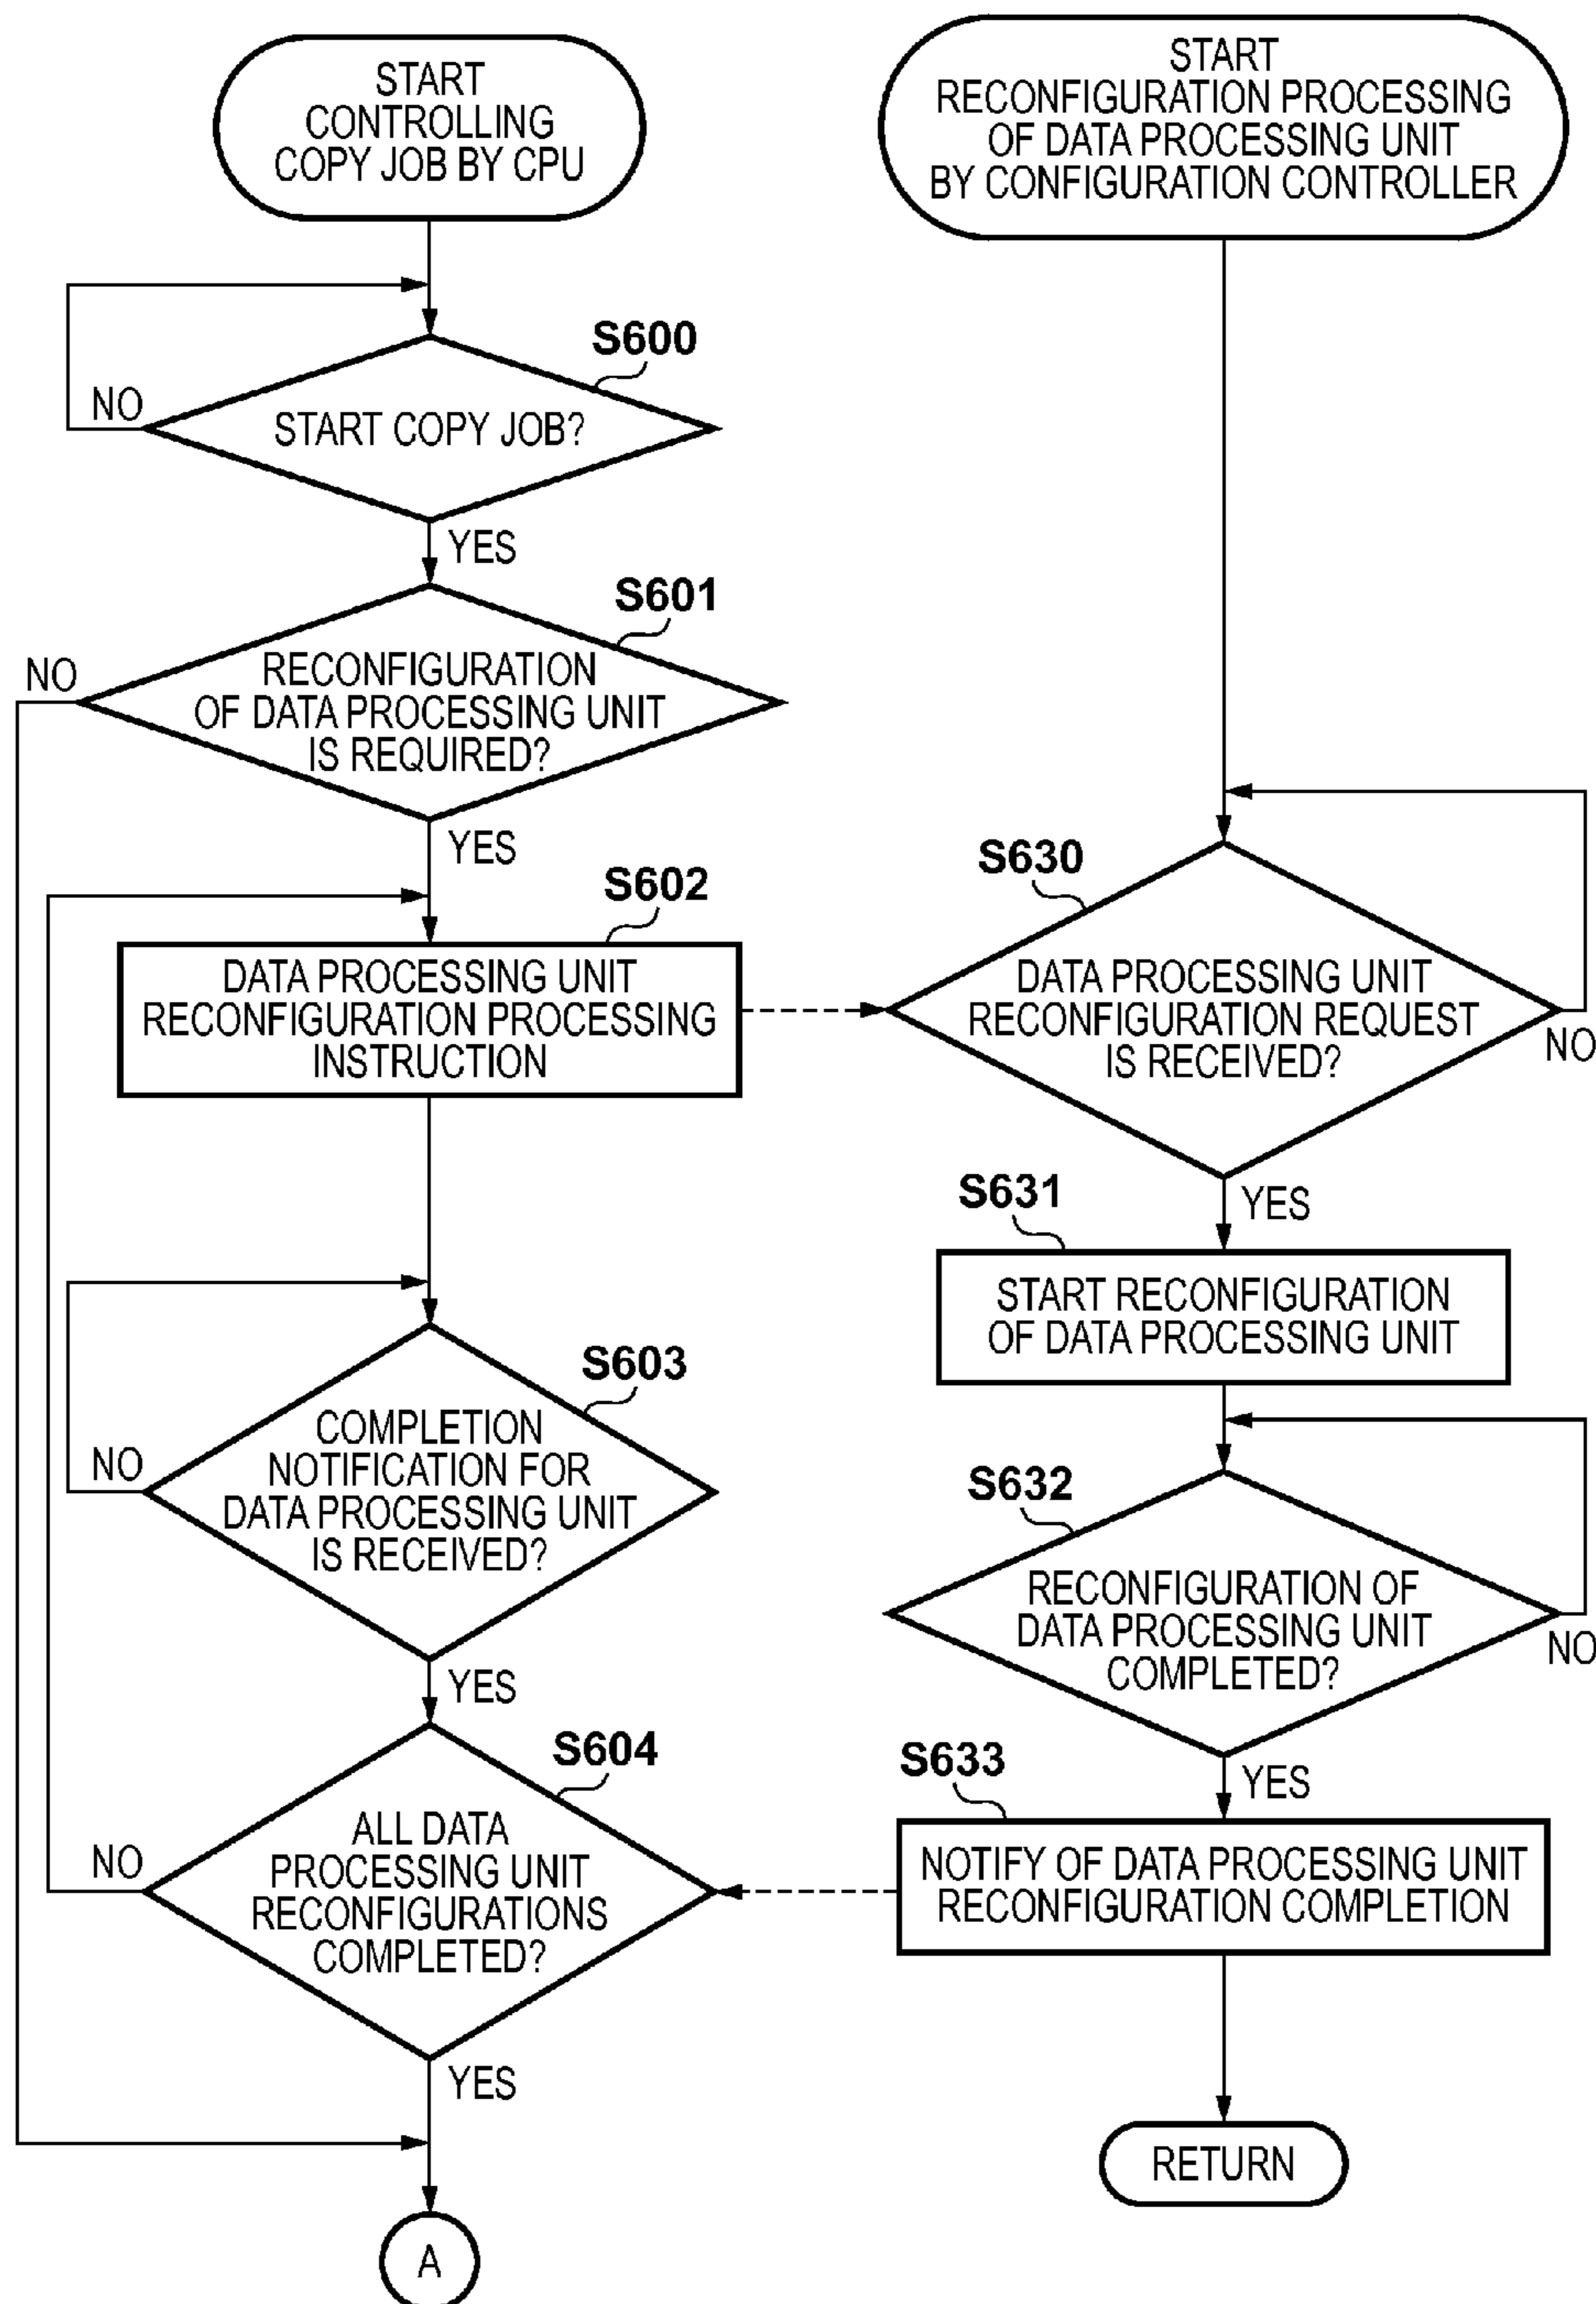 START
CONTROLLING
COPY JOB BY CPU
S600
NO
START COPY JOB?
YES
S601
NO
RECONFIGURATION
OF DATA PROCESSING UNIT
IS REQUIRED?
YES
S602
DATA PROCESSING UNIT
RECONFIGURATION PROCESSING
INSTRUCTION
S603
NO
COMPLETION
NOTIFICATION FOR
DATA PROCESSING UNIT
IS RECEIVED?
YES
S604
NO
ALL DATA
PROCESSING UNIT
RECONFIGURATIONS
COMPLETED?
YES
A
START
RECONFIGURATION PROCESSING
OF DATA PROCESSING UNIT
BY CONFIGURATION CONTROLLER
S630
DATA PROCESSING UNIT
RECONFIGURATION REQUEST
IS RECEIVED?
NO
YES
S631
START RECONFIGURATION
OF DATA PROCESSING UNIT
S632
RECONFIGURATION OF
DATA PROCESSING UNIT
COMPLETED?
NO
YES
S633
NOTIFY OF DATA PROCESSING UNIT
RECONFIGURATION COMPLETION
RETURN